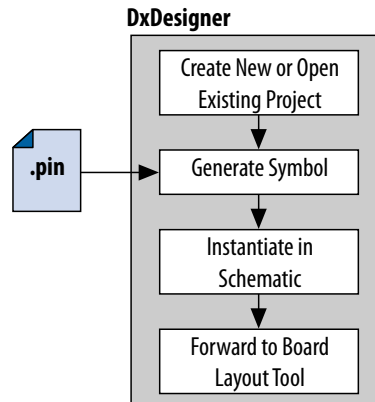 DxDesigner
Create New or Open
Existing Project
.pin
Generate Symbol
Instantiate in
Schematic
Forward to Board
Layout Tool